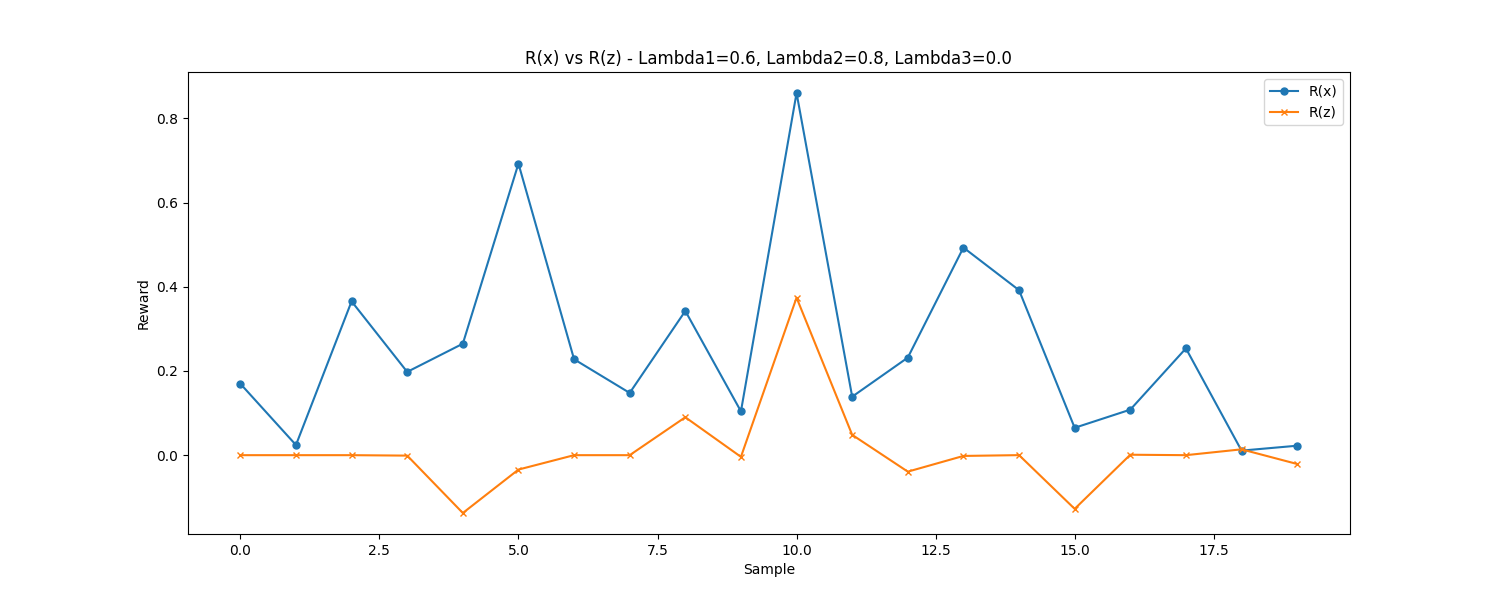 R(x) vs R(z) - Lambda1=0.6, Lambda2=0.8, Lambda3=0.0
R(x)
R(z)
0.8
0.6
0.4
0.2
0.0
Reward
0.0 2.5 5.0 7.5 10.0 12.5 15.0 17.5
Sample